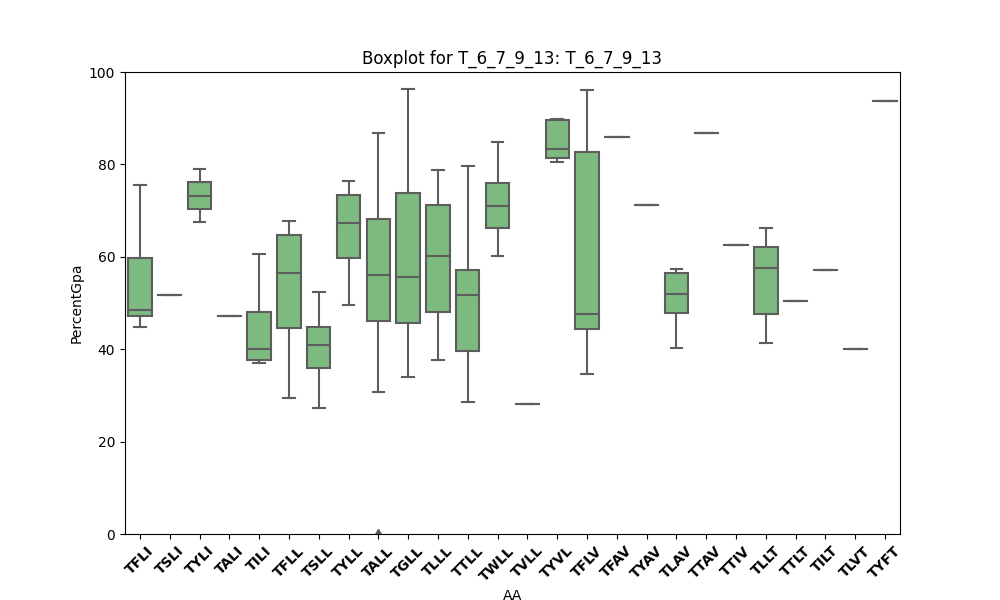 Boxplot for T_6_7_9_13: T_6_7_9_13
100
80
60
40
20
0
PercentGpa
TFLI TSLI TYLI TALI TILI TFLL TSLL TYLL TALL TGLL TLLL TTLL TWLL TVLL TYVL TFLV TFAV TYAV TLAV TTAV TTIV TLLT TTLT TILT TLVT TYFT
AA